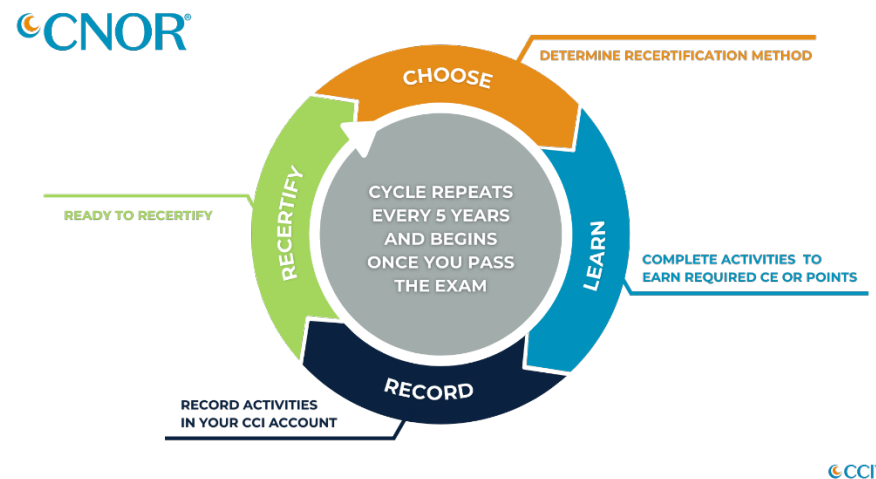 CNOR®
CHOOSE
DETERMINE RECERTIFICATION METHOD
LEARN
COMPLETE ACTIVITIES TO
EARN REQUIRED CE OR POINTS
RECORD
RECORD ACTIVITIES
IN YOUR CCI ACCOUNT
RECERTIFY
READY TO RECERTIFY
CYCLE REPEATS
EVERY 5 YEARS
AND BEGINS
ONCE YOU PASS
THE EXAM
CCI